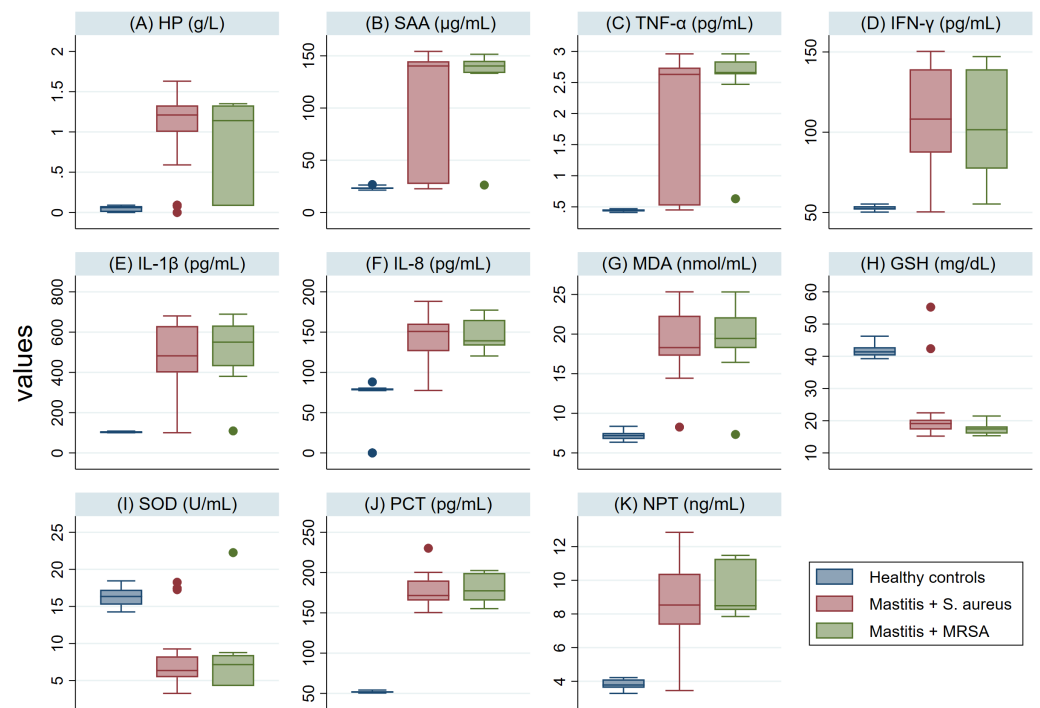 (A) HP (g/L)
(B) SAA (μg/mL)
(C) TNF-α (pg/mL)
(D) IFN-γ (pg/mL)
0 .5 1 1.5 2
0 50 100 150
.5 1 1.5 2 2.5 3
50 100 150
(E) IL-1β (pg/mL)
(F) IL-8 (pg/mL)
(G) MDA (nmol/mL)
(H) GSH (mg/dL)
values
0 200 400 600 800
0 50 100 150 200
5 10 15 20 25
10 20 30 40 50 60
(I) SOD (U/mL)
(J) PCT (pg/mL)
(K) NPT (ng/mL)
5 10 15 20 25
50 100 150 200 250
4 6 8 10 12
Healthy controls
Mastitis + S. aureus
Mastitis + MRSA